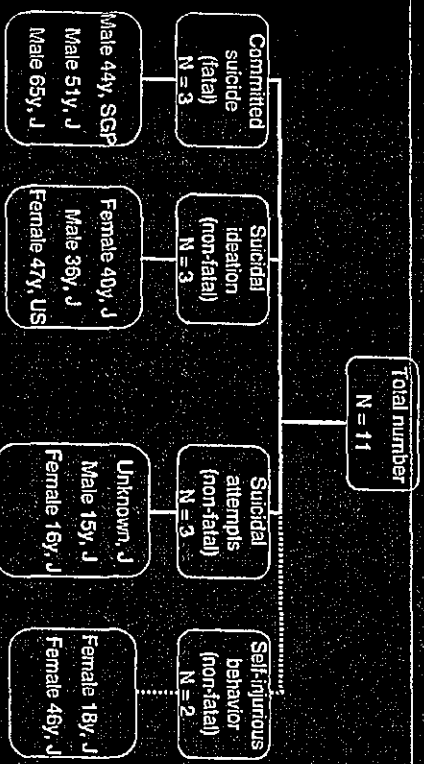 Total number
N = 11
Committed
suicide
(fatal)
N = 3
Male 44y, SGP
Male 51y, J
Male 65y, J
Suicidal
ideation
(non-fatal)
N = 3
Female 40y, J
Male 36y, J
Female 47y, US
Suicidal
attempts
(non-fatal)
N = 3
Unknown, J
Male 15y, J
Female 16y, J
Self-injurious
behavior
(non-fatal)
N = 2
Female 18y, J
Female 46y, J